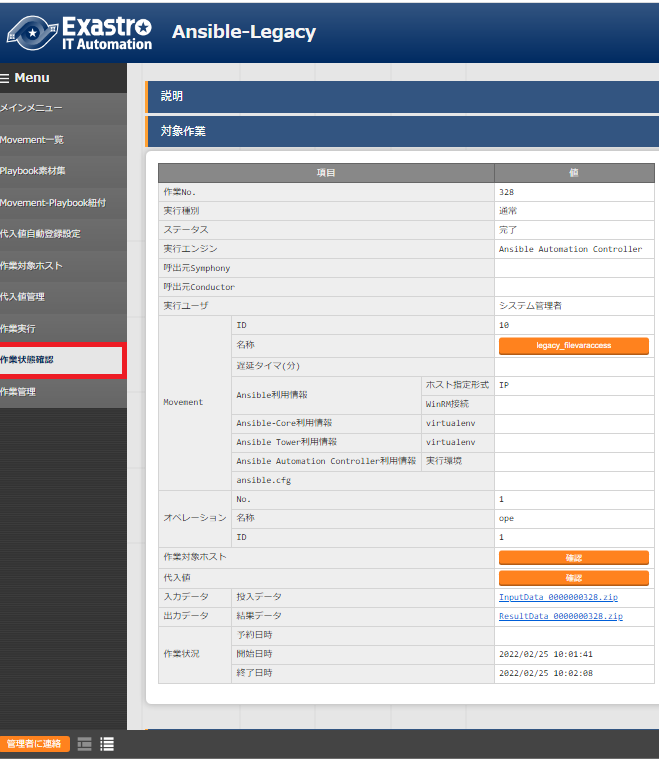 Exastro
IT Automation
Ansible-Legacy
Menu
メインメニュー
Movement一覧
Playbook素材集
Movement-Playbook紐付
代入値自動登録設定
作業対象ホスト
代入値管理
作業実行
作業状態確認
作業管理
説明
対象作業
項目 値
作業No. 328
実行種別 通常
ステータス 完了
実行エンジン Ansible Automation Controller
呼出元Symphony
呼出元Conductor
実行ユーザ システム管理者
Movement
ID 10
名称 legacy_filevaraccess
遅延タイマ(分)
Ansible利用情報 ホスト指定形式 IP
WinRM接続
Ansible-Core利用情報 virtualenv
Ansible Tower利用情報 virtualenv
Ansible Automation Controller利用情報 実行環境
ansible.cfg
オペレーション
No. 1
名称 ope
ID 1
作業対象ホスト 確認
代入値 確認
入力データ 投入データ InputData_0000000328.zip
出力データ 結果データ ResultData_0000000328.zip
作業状況
予約日時
開始日時 2022/02/25 10:01:41
終了日時 2022/02/25 10:02:08
管理者に連絡